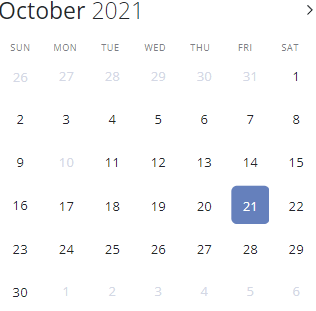 October 2021
SUN MON TUE WED THU FRI SAT
26 27 28 29 30 31 1
2 3 4 5 6 7 8
9 10 11 12 13 14 15
16 17 18 19 20 21 22
23 24 25 26 27 28 29
30 1 2 3 4 5 6